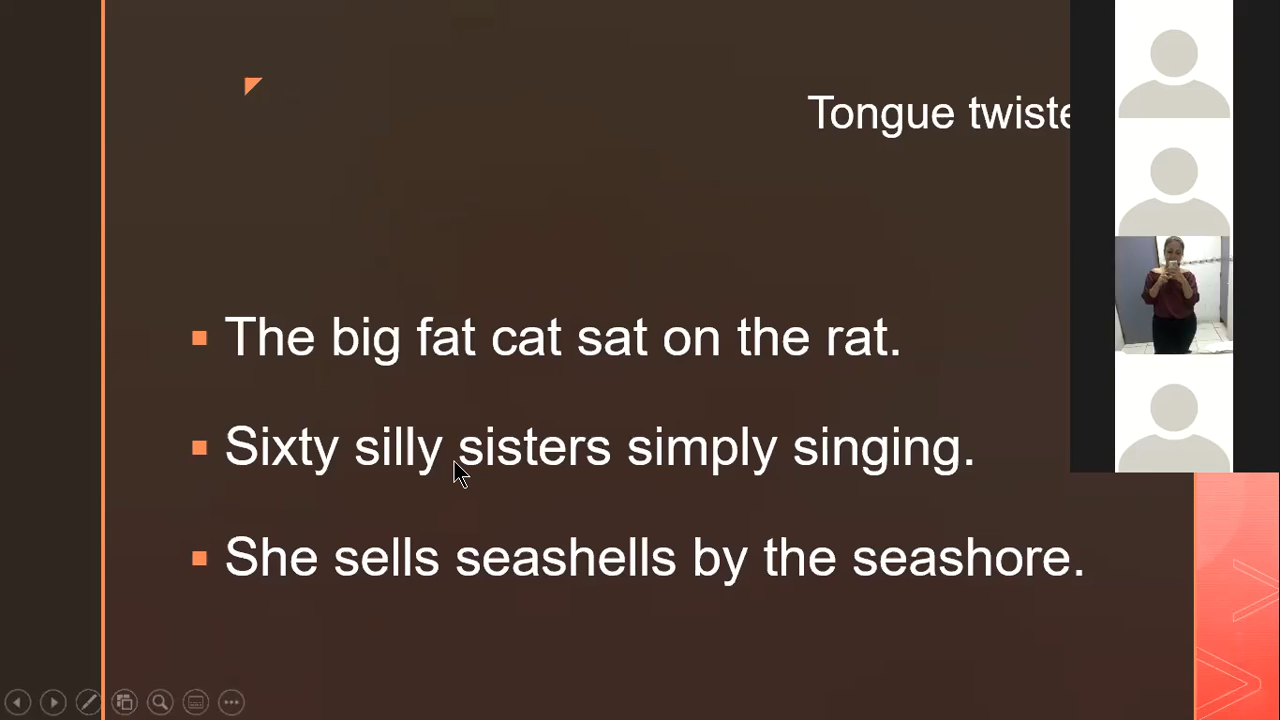 Tongue twiste
The big fat cat sat on the rat.
Sixty silly sisters simply singing.
She sells seashells by the seashore.